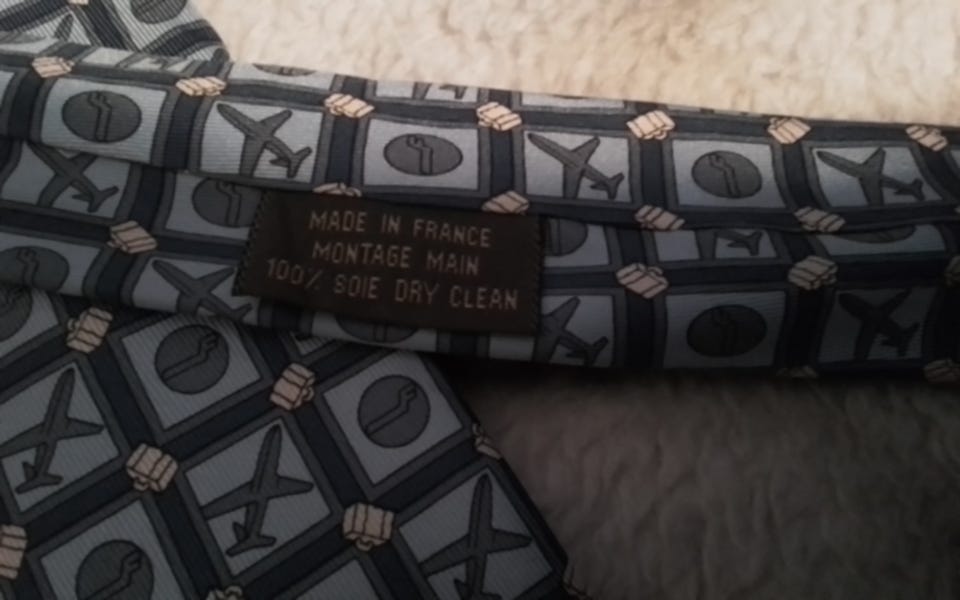 MADE IN FRANCE
MONTAGE MAIN
100% SOIE DRY CLEAN